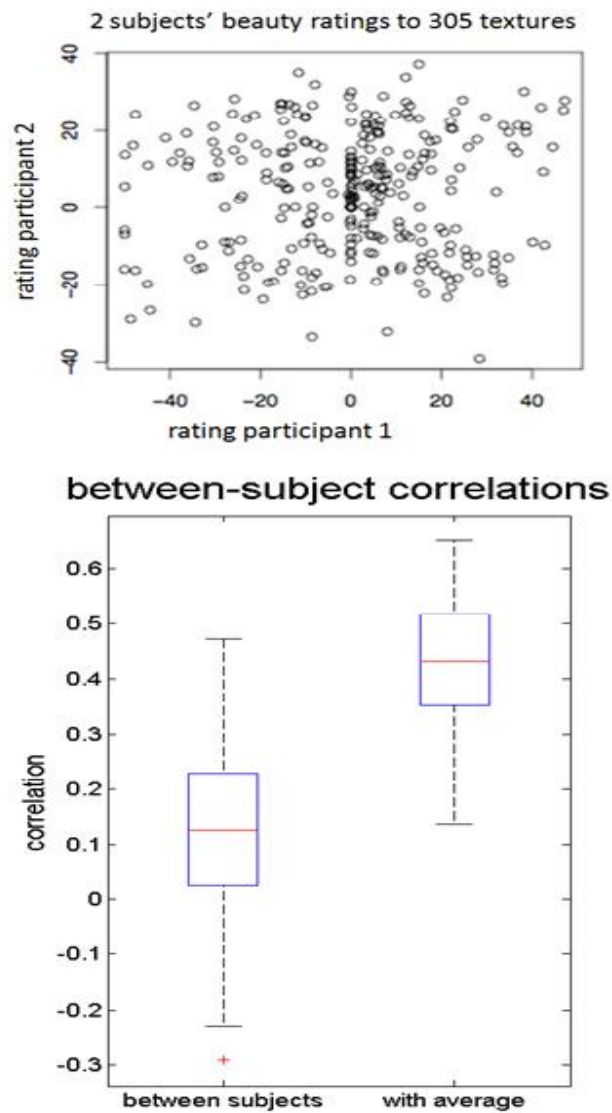 2 subjects' beauty ratings to 305 textures
rating participant 2
40
20
0
-20
-40
-40
-20
0
20
40
rating participant 1
between-subject correlations
correlation
0.6
0.5
0.4
0.3
0.2
0.1
0
-0.1
-0.2
-0.3
between subjects
with average